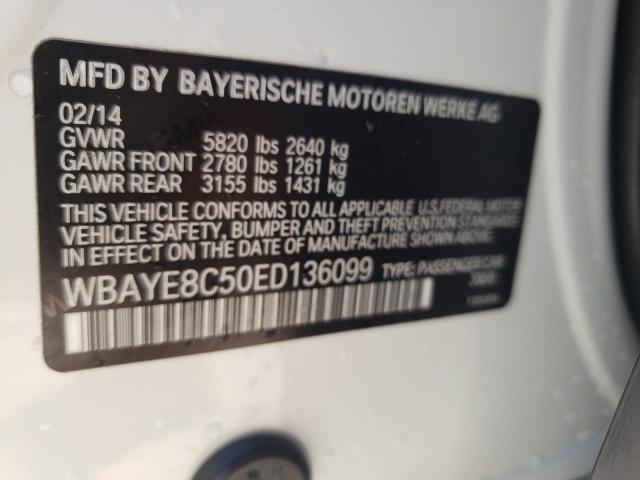 MFD BY BAYERISCHE MOTOREN WERKE AG
02/14
GVWR 5820 lbs 2640 kg
GAWR FRONT 2780 lbs 1261 kg
GAWR REAR 3155 lbs 1431 kg
THIS VEHICLE CONFORMS TO ALL APPLICABLE U.S. FEDERAL MOTOR
VEHICLE SAFETY, BUMPER AND THEFT PREVENTION STANDARDS
IN EFFECT ON THE DATE OF MANUFACTURE SHOWN ABOVE.
WBAYE8C50ED136099 TYPE: PASSENGER CAR